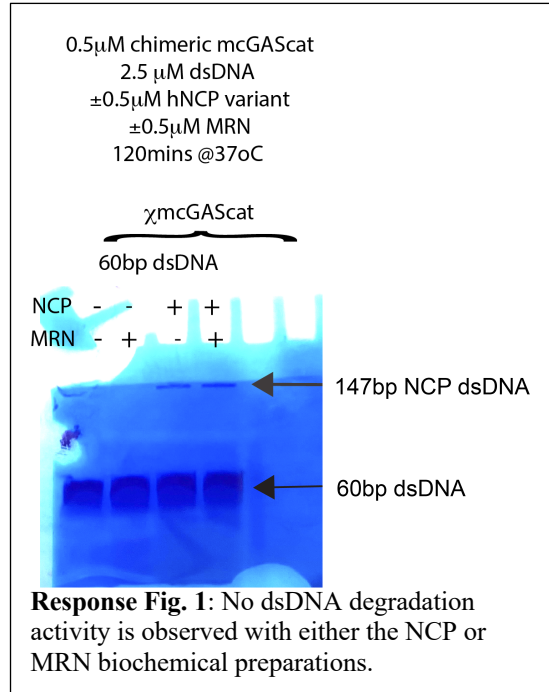 0.5μM chimeric mcGAScat
2.5 μM dsDNA
±0.5μM hNCP variant
±0.5μM MRN
120mins @37oC
χmcGAScat
60bp dsDNA
NCP - - + +
MRN - + - +
147bp NCP dsDNA
60bp dsDNA
Response Fig. 1: No dsDNA degradation
activity is observed with either the NCP or
MRN biochemical preparations.